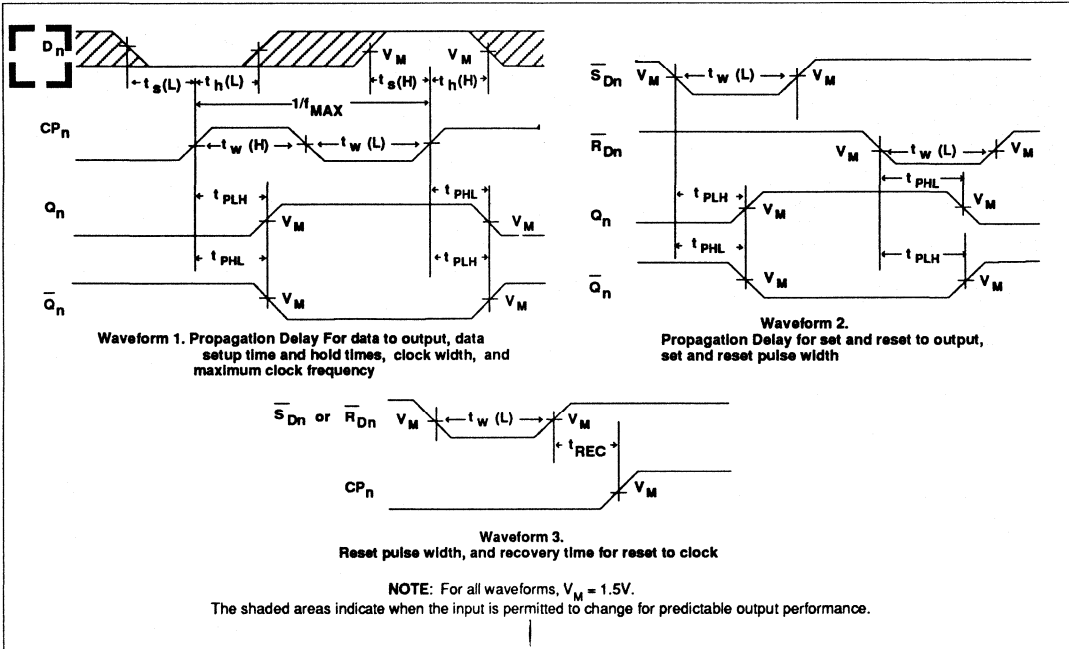 Dn
VM VM
ts(L) th(L) ts(H) th(H)
1/fMAX
CPn
tw (H) tw (L)
tPLH tPHL
Qn
VM VM
tPHL tPLH
Q̅n
VM VM
Waveform 1. Propagation Delay For data to output, data
setup time and hold times, clock width, and
maximum clock frequency
S̅Dn VM tw (L) VM
R̅Dn
VM tw (L) VM
tPHL
tPLH
VM VM
Qn
tPHL tPLH
VM VM
Q̅n
Waveform 2.
Propagation Delay for set and reset to output,
set and reset pulse width
S̅Dn or R̅Dn VM tw (L) VM
tREC
CPn
VM
Waveform 3.
Reset pulse width, and recovery time for reset to clock
NOTE: For all waveforms, VM = 1.5V.
The shaded areas indicate when the input is permitted to change for predictable output performance.